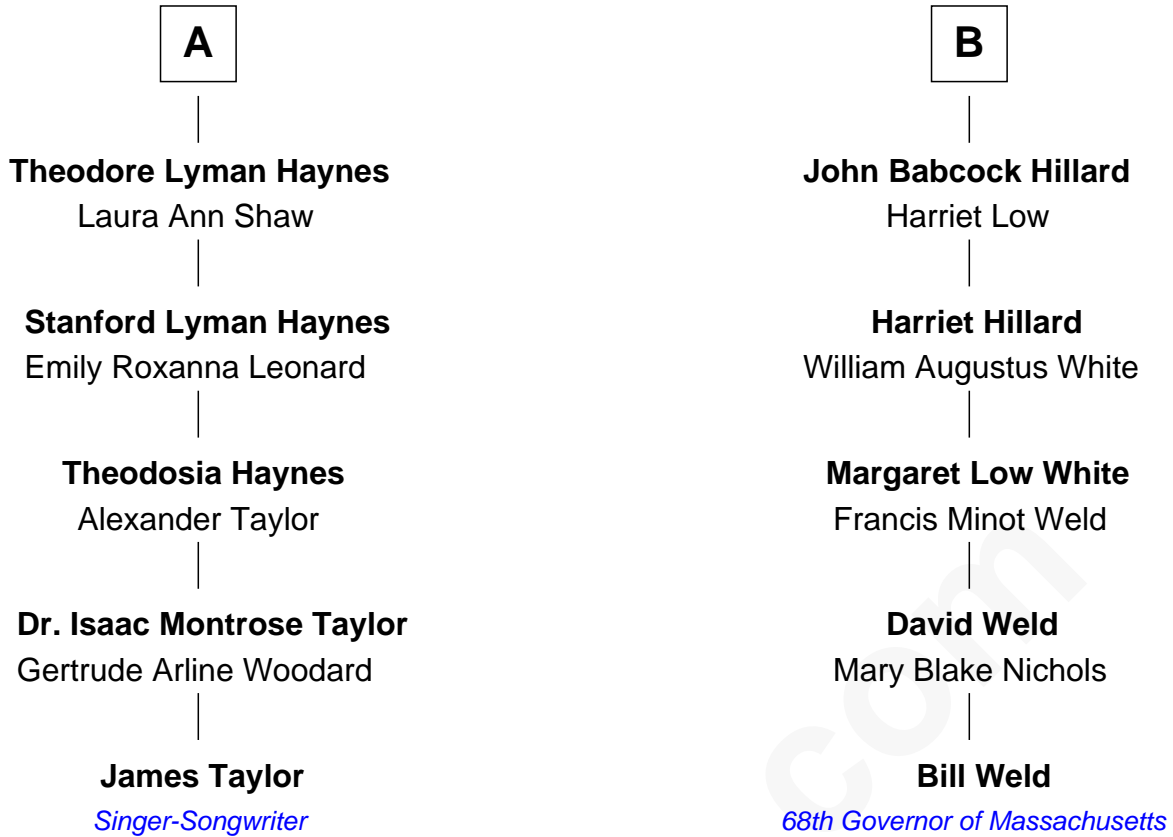 A
Theodore Lyman Haynes
Laura Ann Shaw
Stanford Lyman Haynes
Emily Roxanna Leonard
Theodosia Haynes
Alexander Taylor
Dr. Isaac Montrose Taylor
Gertrude Arline Woodard
James Taylor
Singer-Songwriter
B
John Babcock Hillard
Harriet Low
Harriet Hillard
William Augustus White
Margaret Low White
Francis Minot Weld
David Weld
Mary Blake Nichols
Bill Weld
68th Governor of Massachusetts
com